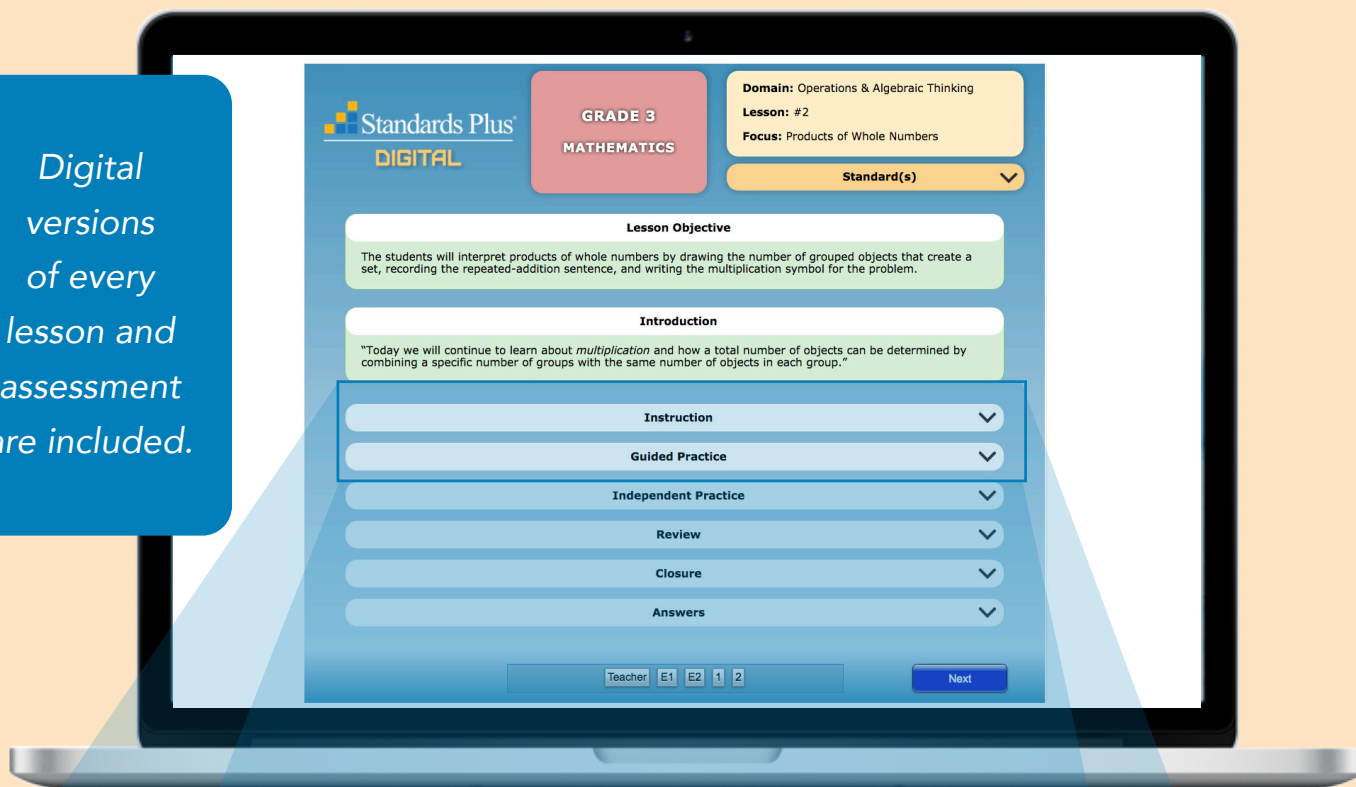 Digital
versions
of every
lesson and
assessment
are included.
Standards Plus®
DIGITAL
GRADE 3
MATHEMATICS
Domain: Operations & Algebraic Thinking
Lesson: #2
Focus: Products of Whole Numbers
Standard(s)
Lesson Objective
The students will interpret products of whole numbers by drawing the number of grouped objects that create a
set, recording the repeated-addition sentence, and writing the multiplication symbol for the problem.
Introduction
"Today we will continue to learn about multiplication and how a total number of objects can be determined by
combining a specific number of groups with the same number of objects in each group."
Instruction
Guided Practice
Independent Practice
Review
Closure
Answers
Teacher E1 E2 1 2
Next